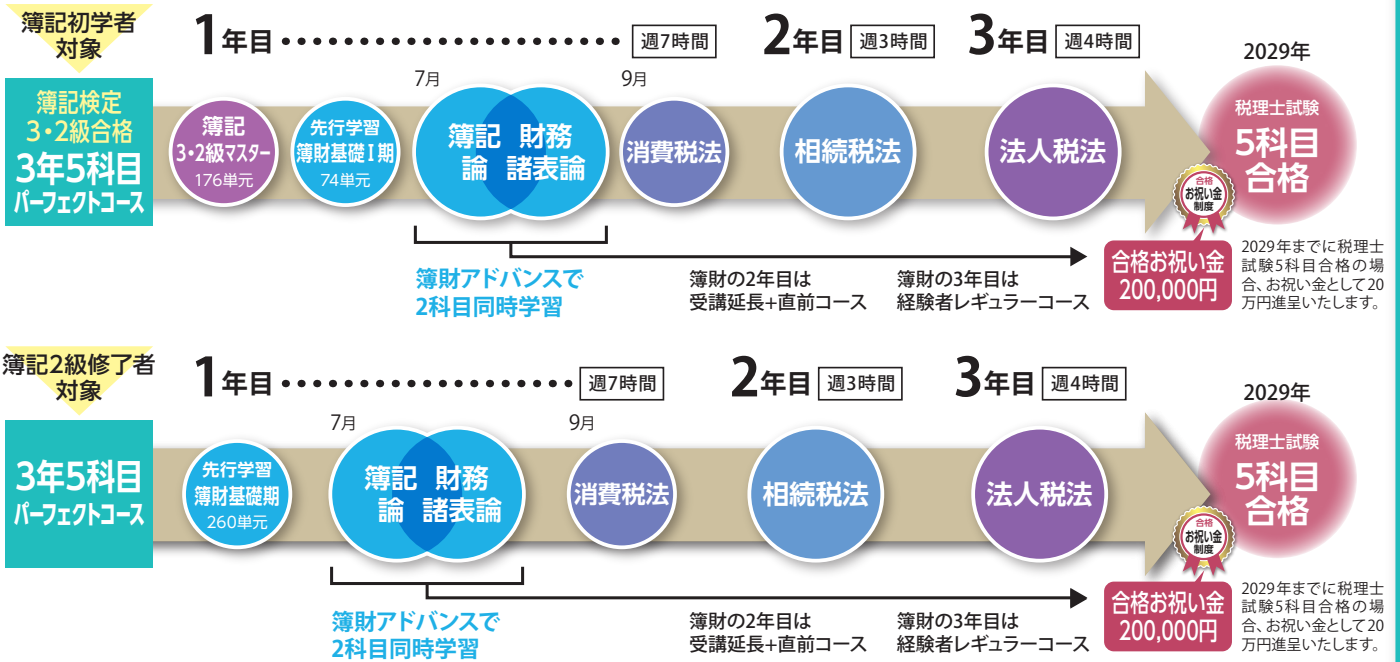 簿記初学者
対象
1年目
週7時間
2年目
週3時間
3年目
週4時間
2029年
簿記検定
3・2級合格
3年5科目
パーフェクトコース
7月
9月
簿記
3・2級マスター
176単元
先行学習
簿財基礎Ⅰ期
74単元
簿記
論
財務
諸表論
消費税法
相続税法
法人税法
税理士試験
5科目
合格
合格
お祝い金
制度
簿財アドバンスで
2科目同時学習
簿財の2年目は
受講延長+直前コース
簿財の3年目は
経験者レギュラーコース
合格お祝い金
200,000円
2029年までに税理士
試験5科目合格の場
合、お祝い金として20
万円進呈いたします。
簿記2級修了者
対象
1年目
週7時間
2年目
週3時間
3年目
週4時間
2029年
3年5科目
パーフェクトコース
7月
9月
先行学習
簿財基礎期
260単元
簿記
論
財務
諸表論
消費税法
相続税法
法人税法
税理士試験
5科目
合格
合格
お祝い金
制度
簿財アドバンスで
2科目同時学習
簿財の2年目は
受講延長+直前コース
簿財の3年目は
経験者レギュラーコース
合格お祝い金
200,000円
2029年までに税理士
試験5科目合格の場
合、お祝い金として20
万円進呈いたします。